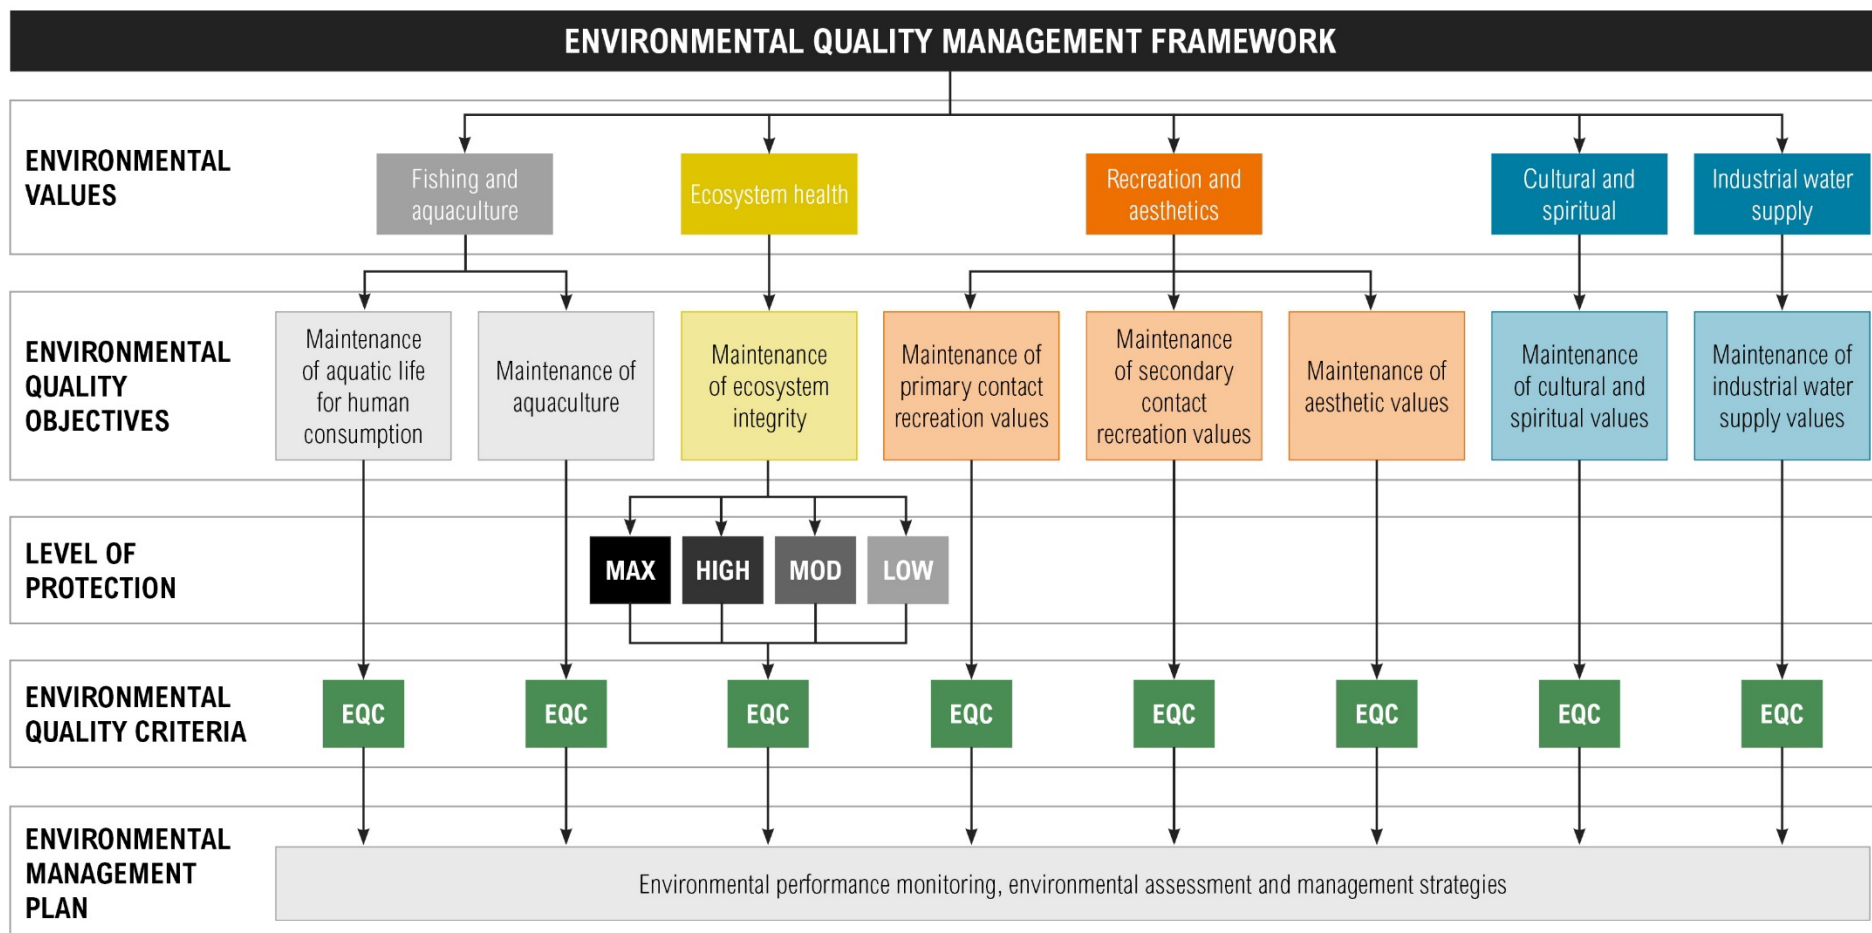 ENVIRONMENTAL QUALITY MANAGEMENT FRAMEWORK
ENVIRONMENTAL
VALUES
Fishing and
aquaculture
Ecosystem health
Recreation and
aesthetics
Cultural and
spiritual
Industrial water
supply
ENVIRONMENTAL
QUALITY
OBJECTIVES
Maintenance
of aquatic life
for human
consumption
Maintenance of
aquaculture
Maintenance
of ecosystem
integrity
Maintenance of
primary contact
recreation values
Maintenance
of secondary
contact
recreation values
Maintenance of
aesthetic values
Maintenance
of cultural and
spiritual values
Maintenance of
industrial water
supply values
LEVEL OF
PROTECTION
MAX
HIGH
MOD
LOW
ENVIRONMENTAL
QUALITY CRITERIA
EQC
EQC
EQC
EQC
EQC
EQC
EQC
EQC
ENVIRONMENTAL
MANAGEMENT
PLAN
Environmental performance monitoring, environmental assessment and management strategies